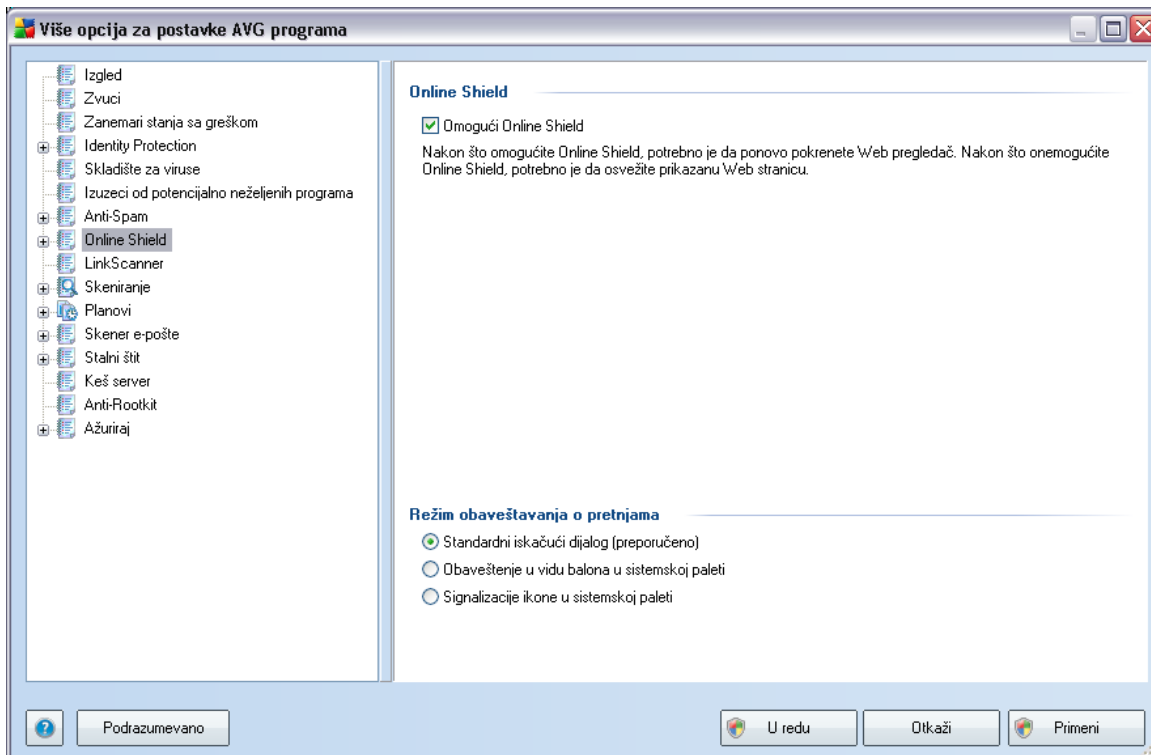 Više opcija za postavke AVG programa
Izgled
Zvuci
Zanemari stanja sa greškom
Identity Protection
Skladište za viruse
Izuzeci od potencijalno neželjenih programa
Anti-Spam
Online Shield
LinkScanner
Skeniranje
Planovi
Skener e-pošte
Stalni štit
Keš server
Anti-Rootkit
Ažuriraj
Online Shield
Omogući Online Shield
Nakon što omogućite Online Shield, potrebno je da ponovo pokrenete Web pregledač. Nakon što onemogućite
Online Shield, potrebno je da osvežite prikazanu Web stranicu.
Režim obaveštavanja o pretnjama
Standardni iskačući dijalog (preporučeno)
Obaveštenje u vidu balona u sistemskoj paleti
Signalizacije ikone u sistemskoj paleti
Podrazumevano
U redu
Otkaži
Primeni